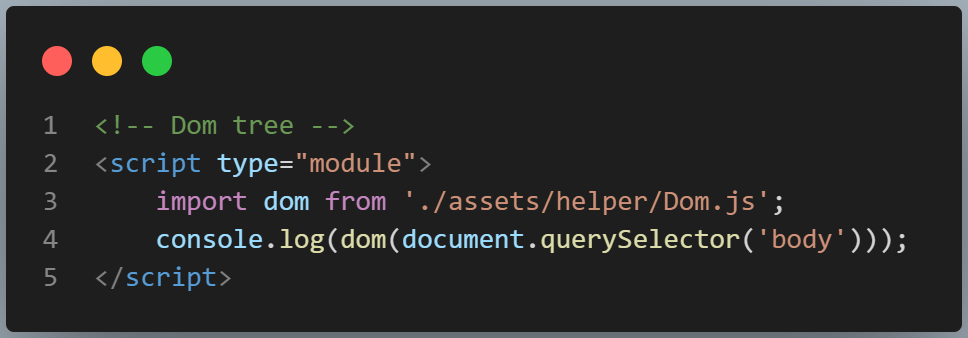 1 <!-- Dom tree -->
2 <script type="module">
3     import dom from './assets/helper/Dom.js';
4     console.log(dom(document.querySelector('body')));
5 </script>